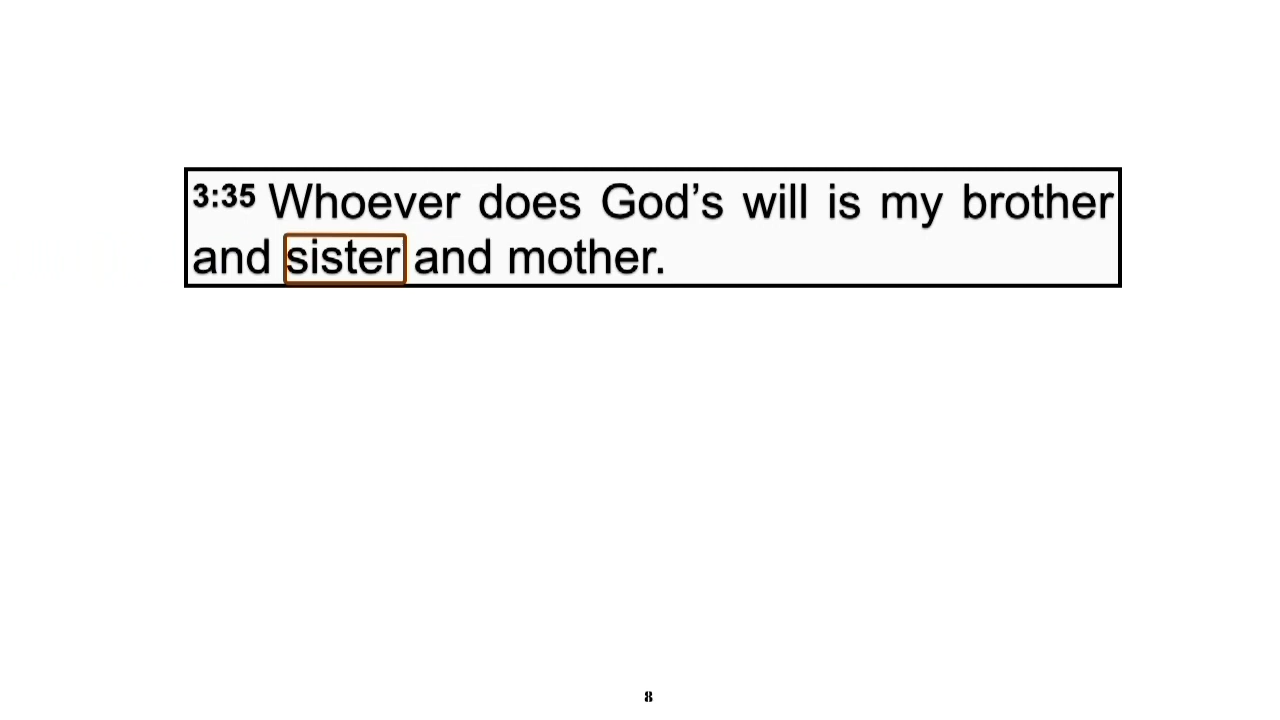 3:35 Whoever does God’s will is my brother
and sister and mother.
8